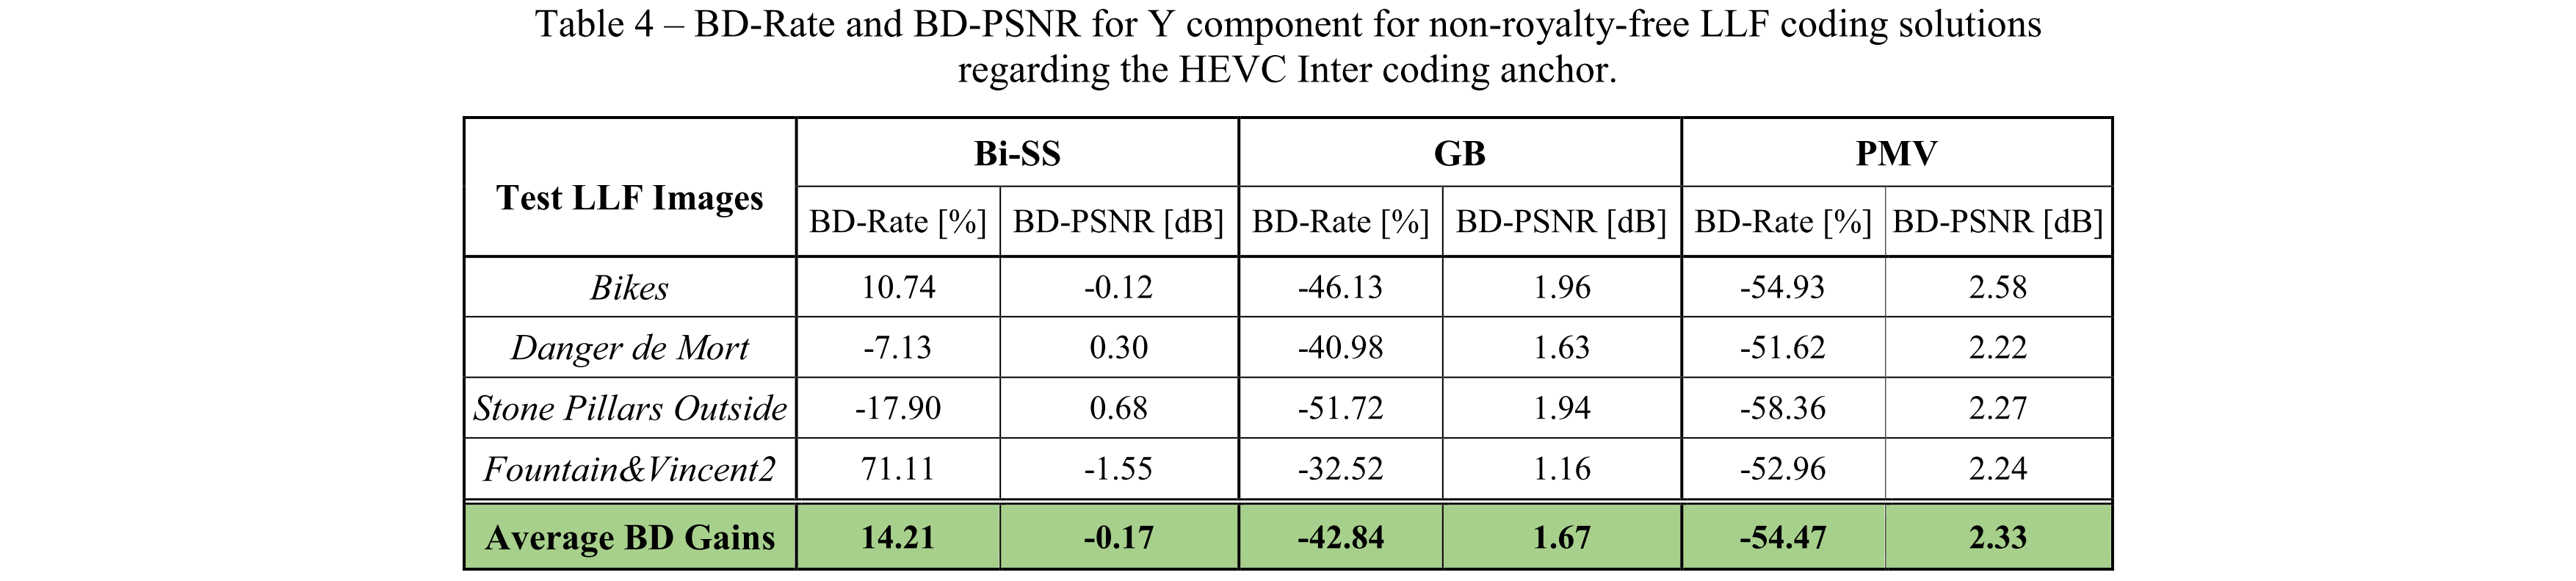 Table 4 – BD-Rate and BD-PSNR for Y component for non-royalty-free LLF coding solutions
regarding the HEVC Inter coding anchor.
Test LLF Images Bi-SS GB PMV
BD-Rate [%] BD-PSNR [dB] BD-Rate [%] BD-PSNR [dB] BD-Rate [%] BD-PSNR [dB]
Bikes 10.74 -0.12 -46.13 1.96 -54.93 2.58
Danger de Mort -7.13 0.30 -40.98 1.63 -51.62 2.22
Stone Pillars Outside -17.90 0.68 -51.72 1.94 -58.36 2.27
Fountain&Vincent2 71.11 -1.55 -32.52 1.16 -52.96 2.24
Average BD Gains 14.21 -0.17 -42.84 1.67 -54.47 2.33